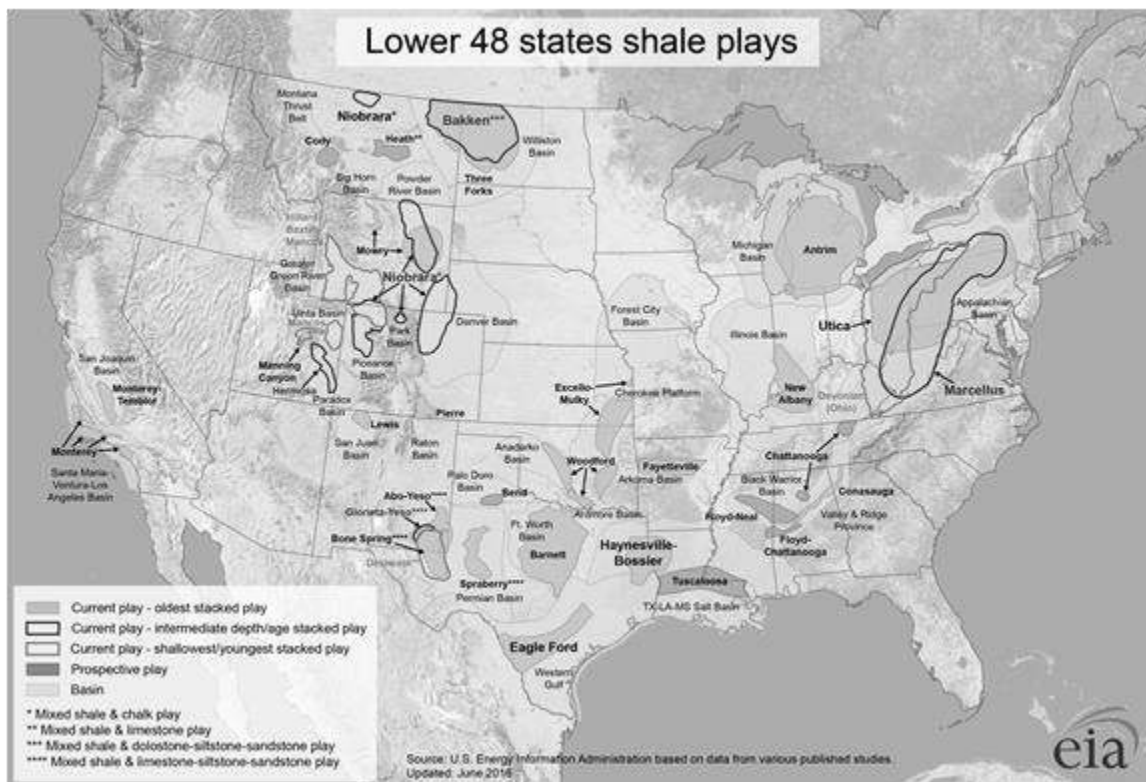 Lower 48 states shale plays
Montana
Thrust
Belt
Niobrara*
Bakken***
Cody
Heath**
Williston
Basin
Big Horn
Basin
Powder
River Basin
Three
Forks
Mowry
Niobrara*
Greater
Green River
Basin
Uinta Basin
Park
Basin
Denver Basin
Manning
Canyon
Hermosa
Piceance
Basin
Paradox
Basin
San Joaquin
Basin
Monterey-
Temblor
Monterey
Santa Maria-
Ventura-Los
Angeles Basin
Lewis
Pierre
San Juan
Basin
Raton
Basin
Michigan
Basin
Antrim
Forest City
Basin
Illinois Basin
Utica
Appalachian
Basin
Marcellus
Excello-
Mulky
Cherokee Platform
New
Albany
Devonian
(Ohio)
Anadarko
Basin
Woodford
Fayetteville
Arkoma Basin
Chattanooga
Black Warrior
Basin
Conasauga
Palo Duro
Basin
Bend
Ardmore Basin
Floyd-Neal
Valley & Ridge
Province
Floyd-
Chattanooga
Abo-Yeso****
Glorieta-Yeso****
Bone Spring****
Delaware
Ft. Worth
Basin
Barnett
Haynesville-
Bossier
Spraberry****
Permian Basin
Tuscaloosa
TX-LA-MS Salt Basin
Eagle Ford
Western
Gulf
Current play - oldest stacked play
Current play - intermediate depth/age stacked play
Current play - shallowest/youngest stacked play
Prospective play
Basin
* Mixed shale & chalk play
** Mixed shale & limestone play
*** Mixed shale & dolostone-siltstone-sandstone play
**** Mixed shale & limestone-siltstone-sandstone play
Source: U.S. Energy Information Administration based on data from various published studies.
Updated: June 2016
eia